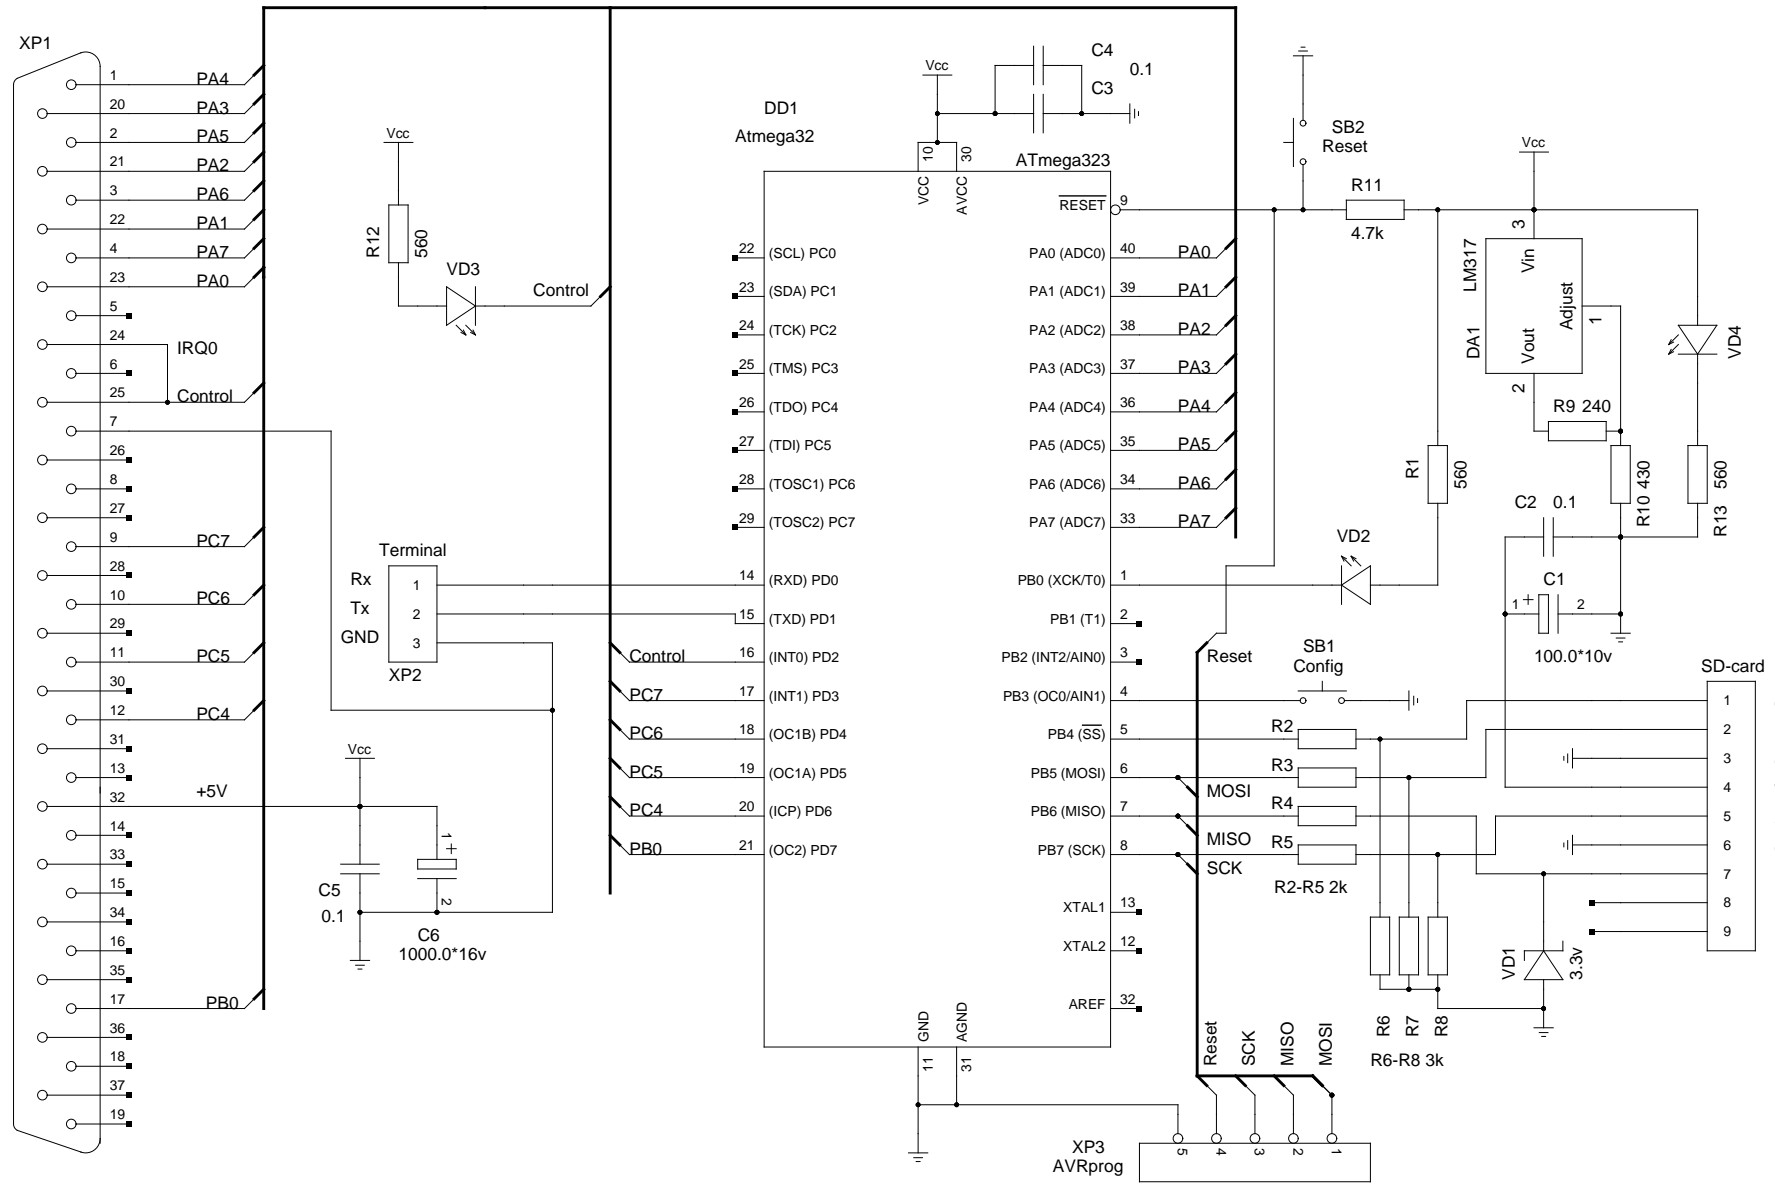 XP1
1 PA4
20 PA3
2 PA5
21 PA2
3 PA6
22 PA1
4 PA7
23 PA0
5
24 IRQ0
6
25 Control
7
26
8
27
9 PC7
28
10 PC6
29
11 PC5
30
12 PC4
31
13
32 +5V
14
33
15
34
16
35
17 PB0
36
18
37
19
Vcc
R12 560
VD3
Control
Terminal
Rx 1
Tx 2
GND 3
XP2
Vcc
C5
0.1
1 +
2
C6
1000.0*16v
Control
PC7
PC6
PC5
PC4
PB0
DD1
Atmega32
ATmega323
Vcc
C4
0.1
C3
10 VCC
30 AVCC
22 (SCL) PC0
23 (SDA) PC1
24 (TCK) PC2
25 (TMS) PC3
26 (TDO) PC4
27 (TDI) PC5
28 (TOSC1) PC6
29 (TOSC2) PC7
14 (RXD) PD0
15 (TXD) PD1
16 (INT0) PD2
17 (INT1) PD3
18 (OC1B) PD4
19 (OC1A) PD5
20 (ICP) PD6
21 (OC2) PD7
RESET 9
PA0 (ADC0) 40 PA0
PA1 (ADC1) 39 PA1
PA2 (ADC2) 38 PA2
PA3 (ADC3) 37 PA3
PA4 (ADC4) 36 PA4
PA5 (ADC5) 35 PA5
PA6 (ADC6) 34 PA6
PA7 (ADC7) 33 PA7
PB0 (XCK/T0) 1
PB1 (T1) 2
PB2 (INT2/AIN0) 3
PB3 (OC0/AIN1) 4
PB4 (SS) 5
PB5 (MOSI) 6
PB6 (MISO) 7
PB7 (SCK) 8
XTAL1 13
XTAL2 12
AREF 32
GND 11
AGND 31
SB2
Reset
R11
4.7k
Vcc
LM317
DA1
3 Vin
Adjust 1
Vout 2
VD4
R9 240
R10 430
R13 560
R1 560
VD2
C2 0.1
C1
1 + 2
100.0*10v
Reset
SB1
Config
R2
R3
MOSI
R4
MISO
R5
SCK
R2-R5 2k
R6 R7 R8
R6-R8 3k
VD1 3.3v
SD-card
1
2
3
4
5
6
7
8
9
Reset SCK MISO MOSI
XP3
AVRprog
5 4 3 2 1